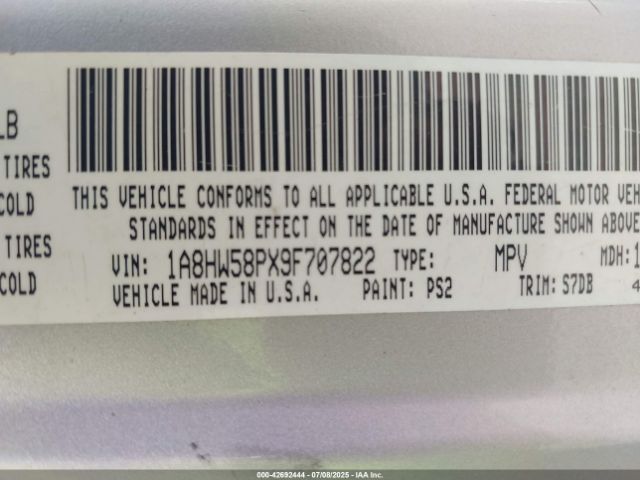 LB
TIRES
COLD
TIRES
COLD
THIS VEHICLE CONFORMS TO ALL APPLICABLE U.S.A. FEDERAL MOTOR VEH
STANDARDS IN EFFECT ON THE DATE OF MANUFACTURE SHOWN ABOVE
VIN: 1A8HW58PX9F707822 TYPE: MPV MDH: 1
VEHICLE MADE IN U.S.A. PAINT: PS2 TRIM: S7DB 4
000-42692444 - 07/08/2025 - IAA Inc.